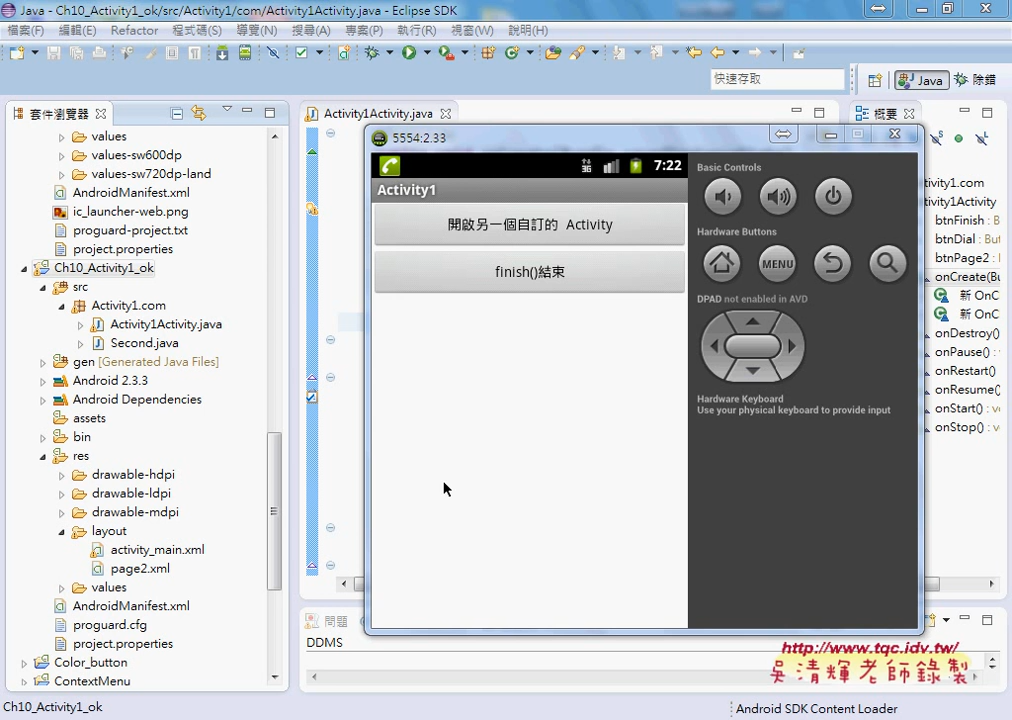 Java - Ch10_Activity1_ok/src/Activity1/com/Activity1Activity.java - Eclipse SDK
檔案(F) 編輯(E) Refactor 程式碼(S) 導覽(N) 搜尋(A) 專案(P) 執行(R) 視窗(W) 說明(H)
快速存取
Java
除錯
套件瀏覽器
values
values-sw600dp
values-sw720dp-land
AndroidManifest.xml
ic_launcher-web.png
proguard-project.txt
project.properties
Ch10_Activity1_ok
src
Activity1.com
Activity1Activity.java
Second.java
gen [Generated Java Files]
Android 2.3.3
Android Dependencies
assets
bin
res
drawable-hdpi
drawable-ldpi
drawable-mdpi
layout
activity_main.xml
page2.xml
values
AndroidManifest.xml
proguard.cfg
project.properties
Color_button
ContextMenu
Activity1Activity.java
5554:2.33
3G
7:22
Activity1
開啟另一個自訂的 Activity
finish()結束
Basic Controls
Hardware Buttons
MENU
DPAD not enabled in AVD
Hardware Keyboard
Use your physical keyboard to provide input
概要
tivity1.com
tivity1Activity
btnFinish : B
btnDial : But
btnPage2 : B
onCreate(Bu
新 OnC
新 OnC
onDestroy()
onPause() : v
onRestart()
onResume()
onStart() : vo
onStop() : vo
問題
DDMS
http://www.tqc.idv.tw/
吳清輝老師錄製
Ch10_Activity1_ok
Android SDK Content Loader